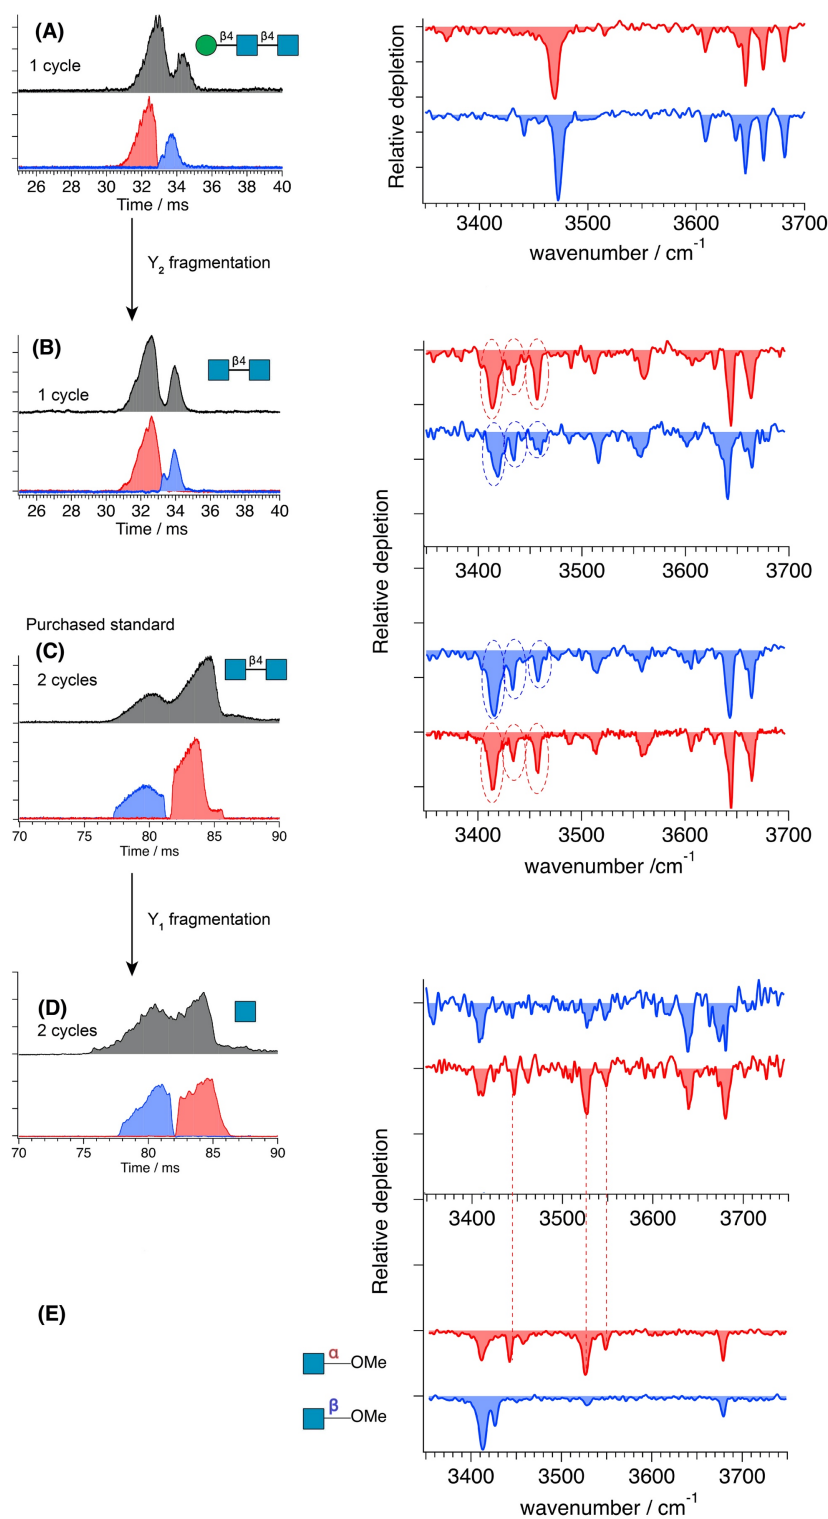 (A)
1 cycle
β4 β4
26 28 30 32 34 36 38 40
Time / ms
Relative depletion
3400 3500 3600 3700
wavenumber / cm-1
Y2 fragmentation
(B)
1 cycle
β4
26 28 30 32 34 36 38 40
Time / ms
3400 3500 3600 3700
Relative depletion
Purchased standard
(C)
2 cycles
β4
70 75 80 85 90
Time / ms
3400 3500 3600 3700
wavenumber /cm-1
Y1 fragmentation
(D)
2 cycles
70 75 80 85 90
Time / ms
3400 3500 3600 3700
Relative depletion
(E)
α
OMe
β
OMe
3400 3500 3600 3700
wavenumber / cm-1